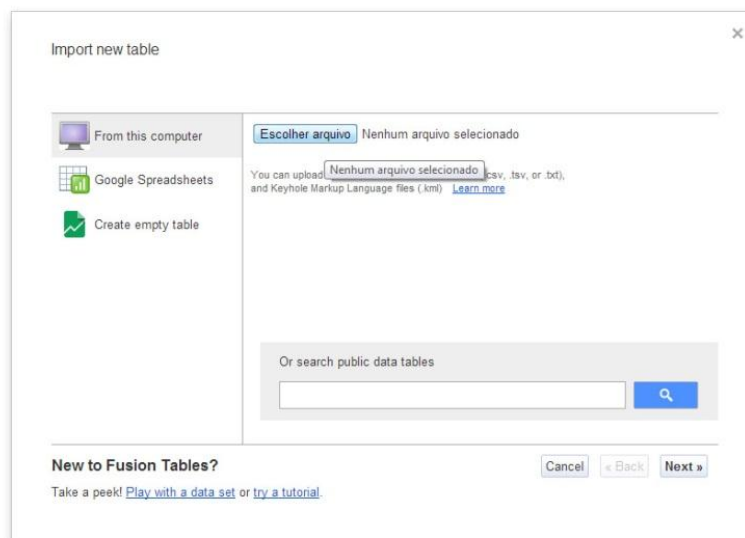 ×
Import new table
From this computer
Google Spreadsheets
Create empty table
Escolher arquivo Nenhum arquivo selecionado
Nenhum arquivo selecionado
You can upload csv, .tsv, or .txt),
and Keyhole Markup Language files (.kml) Learn more
Or search public data tables
New to Fusion Tables?
Cancel « Back Next »
Take a peek! Play with a data set or try a tutorial.